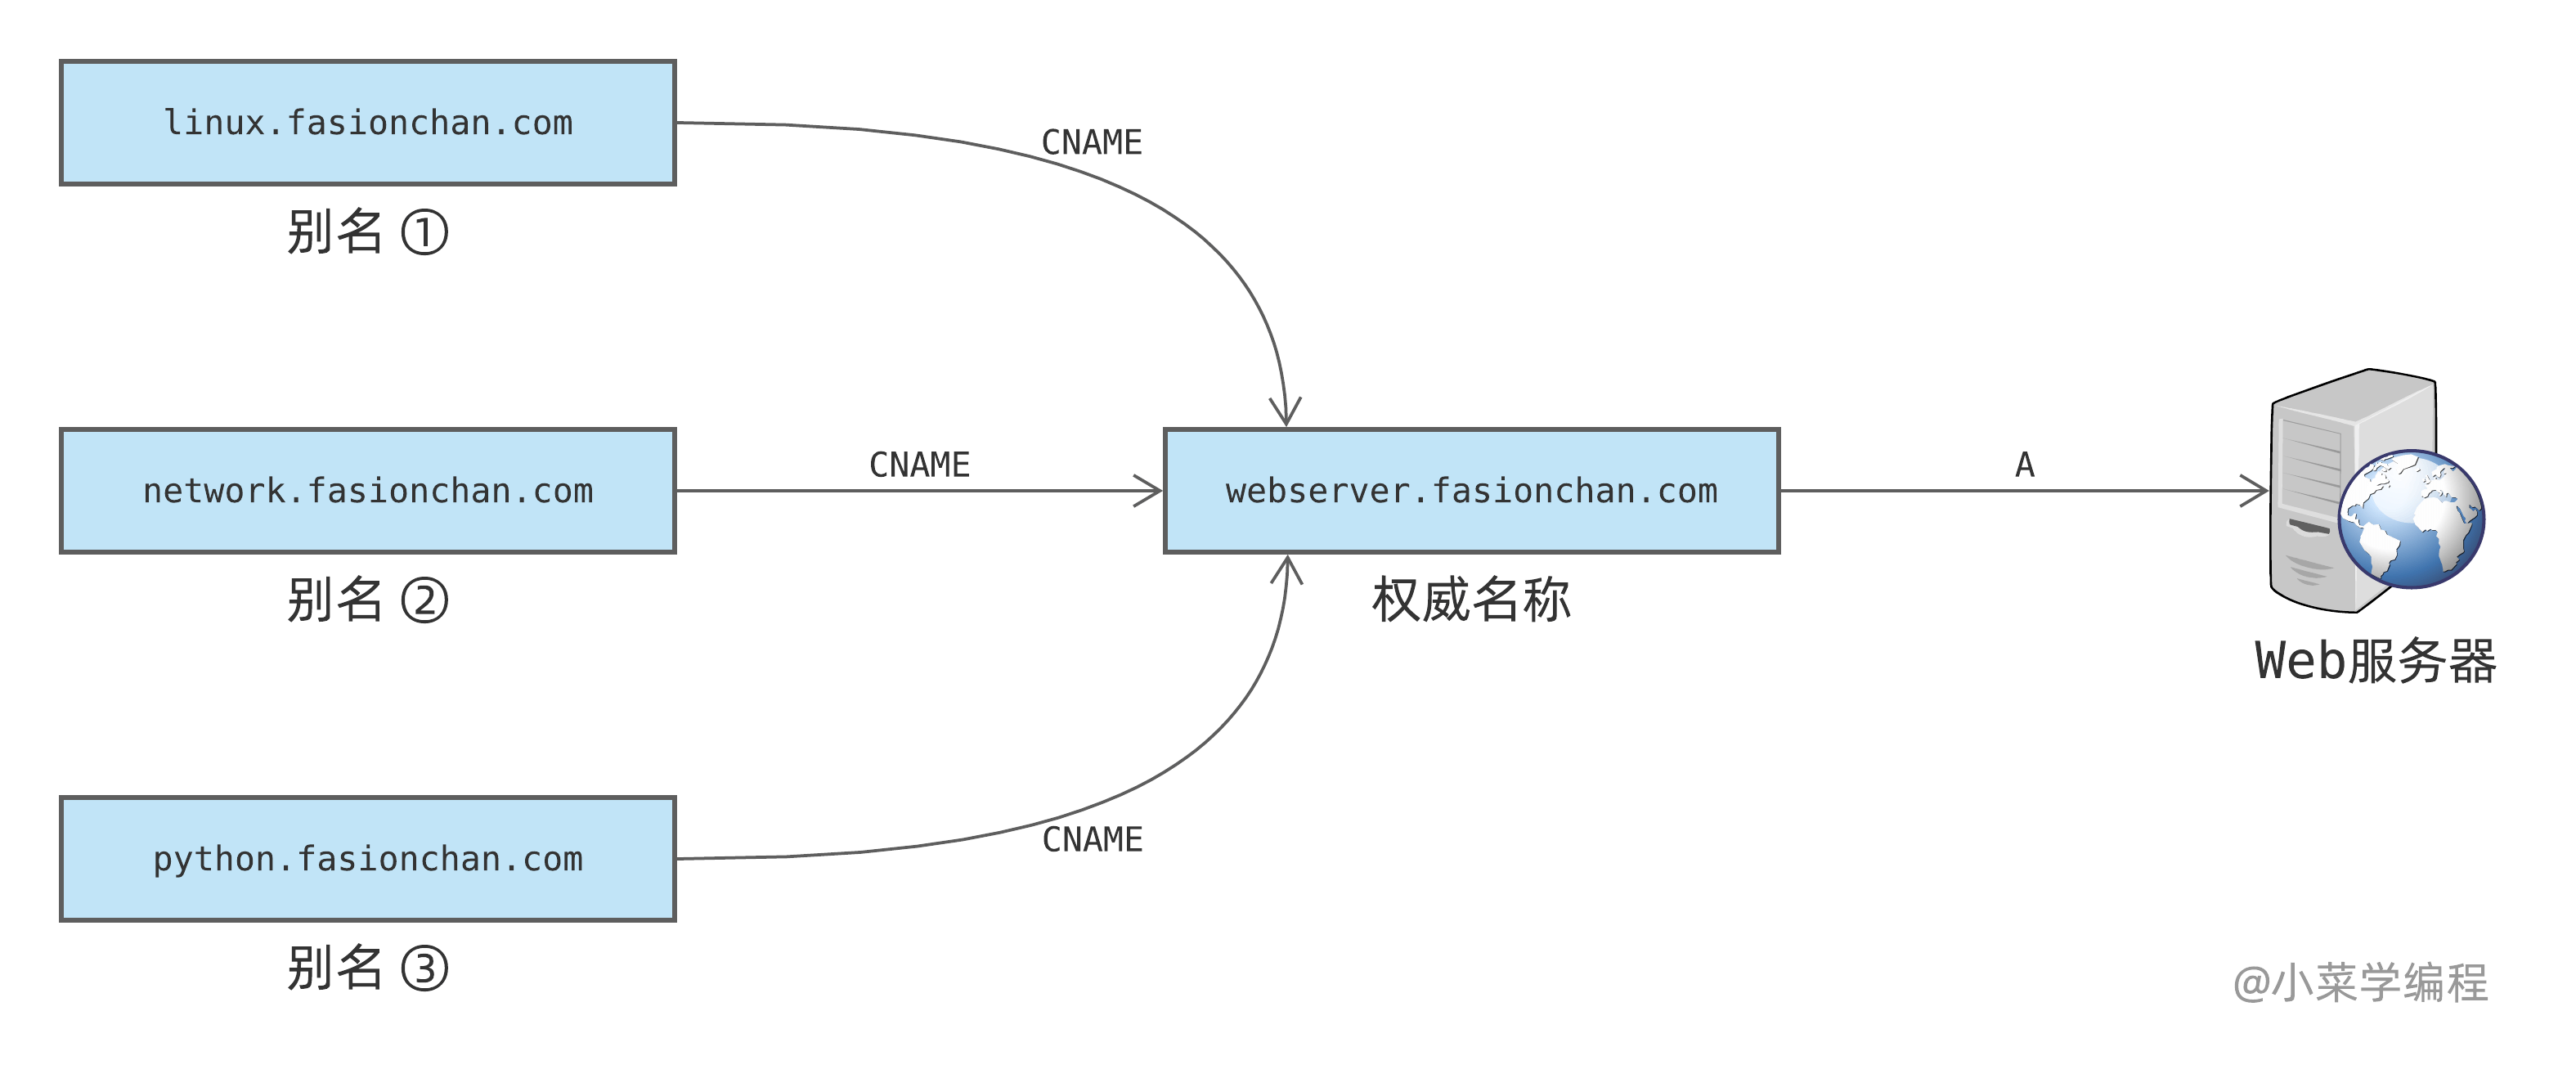 linux.fasionchan.com
CNAME
别名 ①
network.fasionchan.com
CNAME
webserver.fasionchan.com
A
别名 ②
权威名称
Web服务器
python.fasionchan.com
CNAME
别名 ③
@小菜学编程